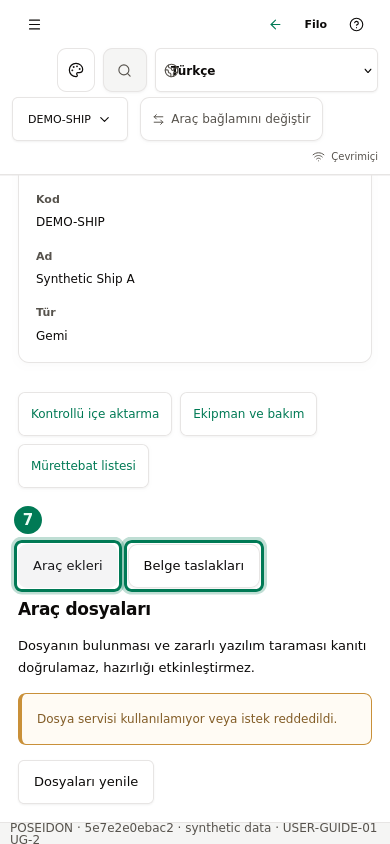 Filo
Türkçe
DEMO-SHIP
Araç bağlamını değiştir
Çevrimiçi
Kod
DEMO-SHIP
Ad
Synthetic Ship A
Tür
Gemi
Kontrollü içe aktarma
Ekipman ve bakım
Mürettebat listesi
7
Araç ekleri
Belge taslakları
Araç dosyaları
Dosyanın bulunması ve zararlı yazılım taraması kanıtı
doğrulamaz, hazırlığı etkinleştirmez.
Dosya servisi kullanılamıyor veya istek reddedildi.
Dosyaları yenile
POSEIDON · 5e7e2e0ebac2 · synthetic data · USER-GUIDE-01
UG-2